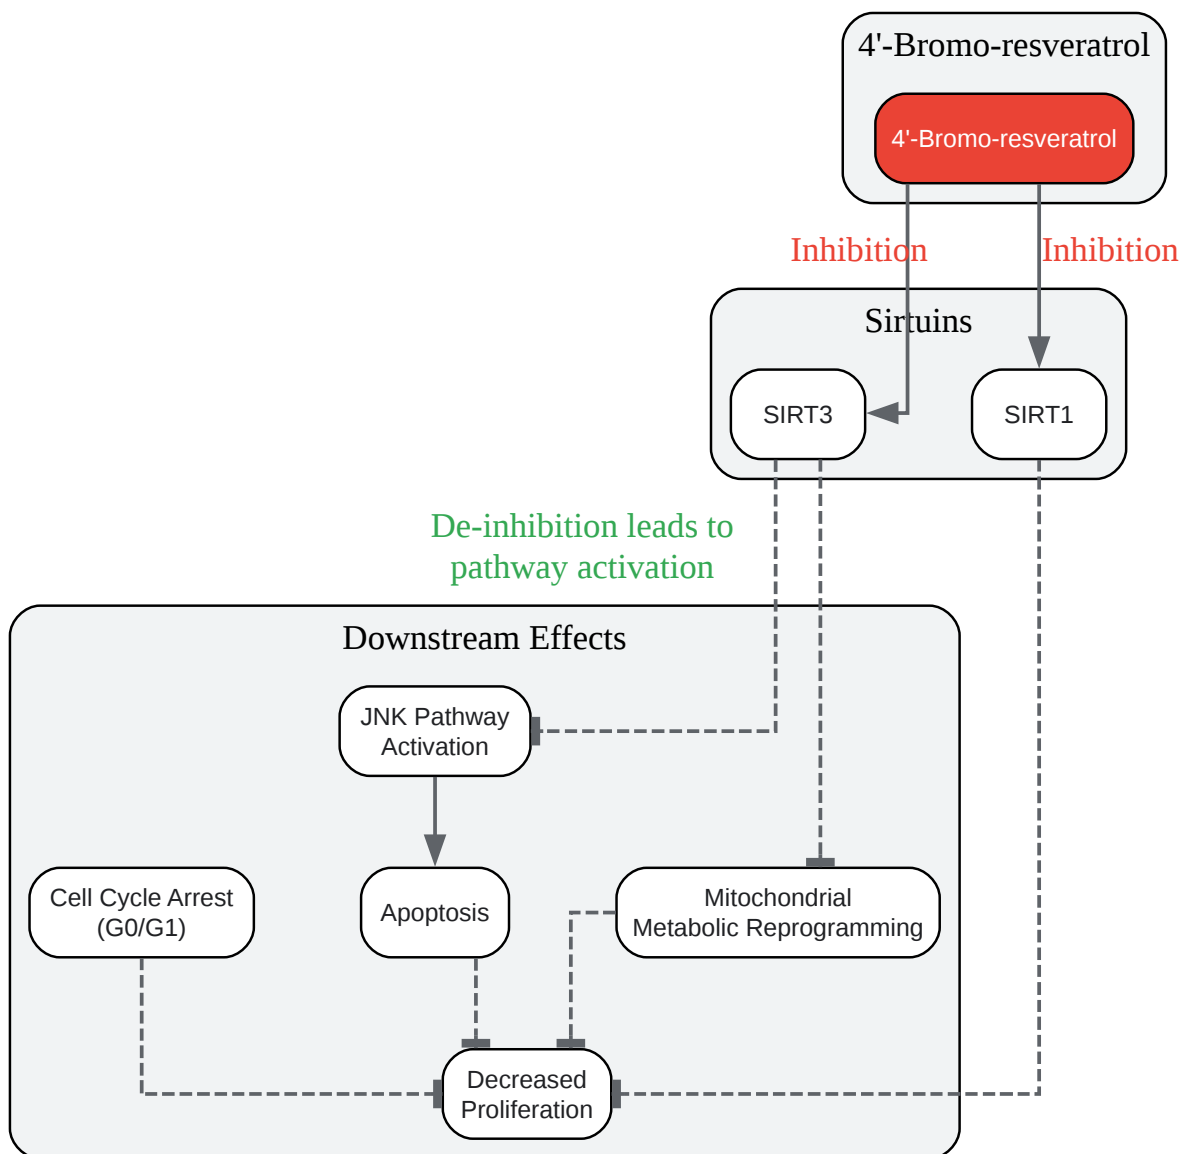 4'-Bromo-resveratrol
4'-Bromo-resveratrol
Inhibition
Inhibition
Sirtuins
SIRT3
SIRT1
De-inhibition leads to
pathway activation
Downstream Effects
JNK Pathway
Activation
Cell Cycle Arrest
(G0/G1)
Apoptosis
Mitochondrial
Metabolic Reprogramming
Decreased
Proliferation